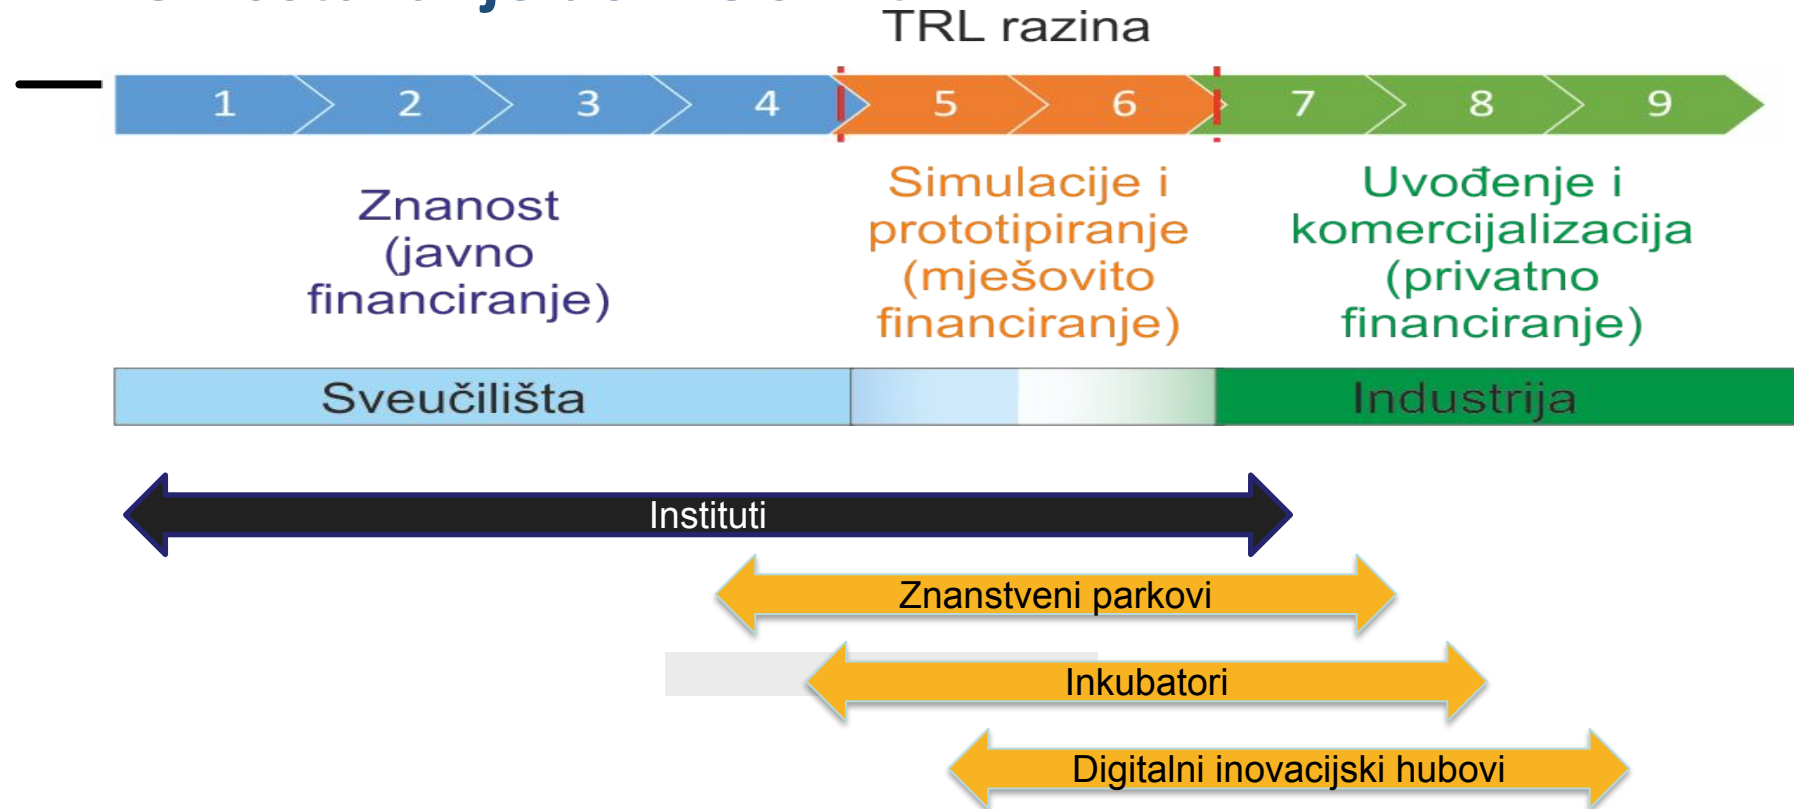 TRL razina
1 2 3 4 5 6 7 8 9
Znanost
(javno
financiranje)
Simulacije i
prototipiranje
(mješovito
financiranje)
Uvođenje i
komercijalizacija
(privatno
financiranje)
Sveučilišta
Industrija
Instituti
Znanstveni parkovi
Inkubatori
Digitalni inovacijski hubovi